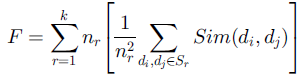 F = \sum_{r=1}^{k} n_r \left[ \frac{1}{n_r^2} \sum_{d_i, d_j \in S_r} Sim(d_i, d_j) \right]